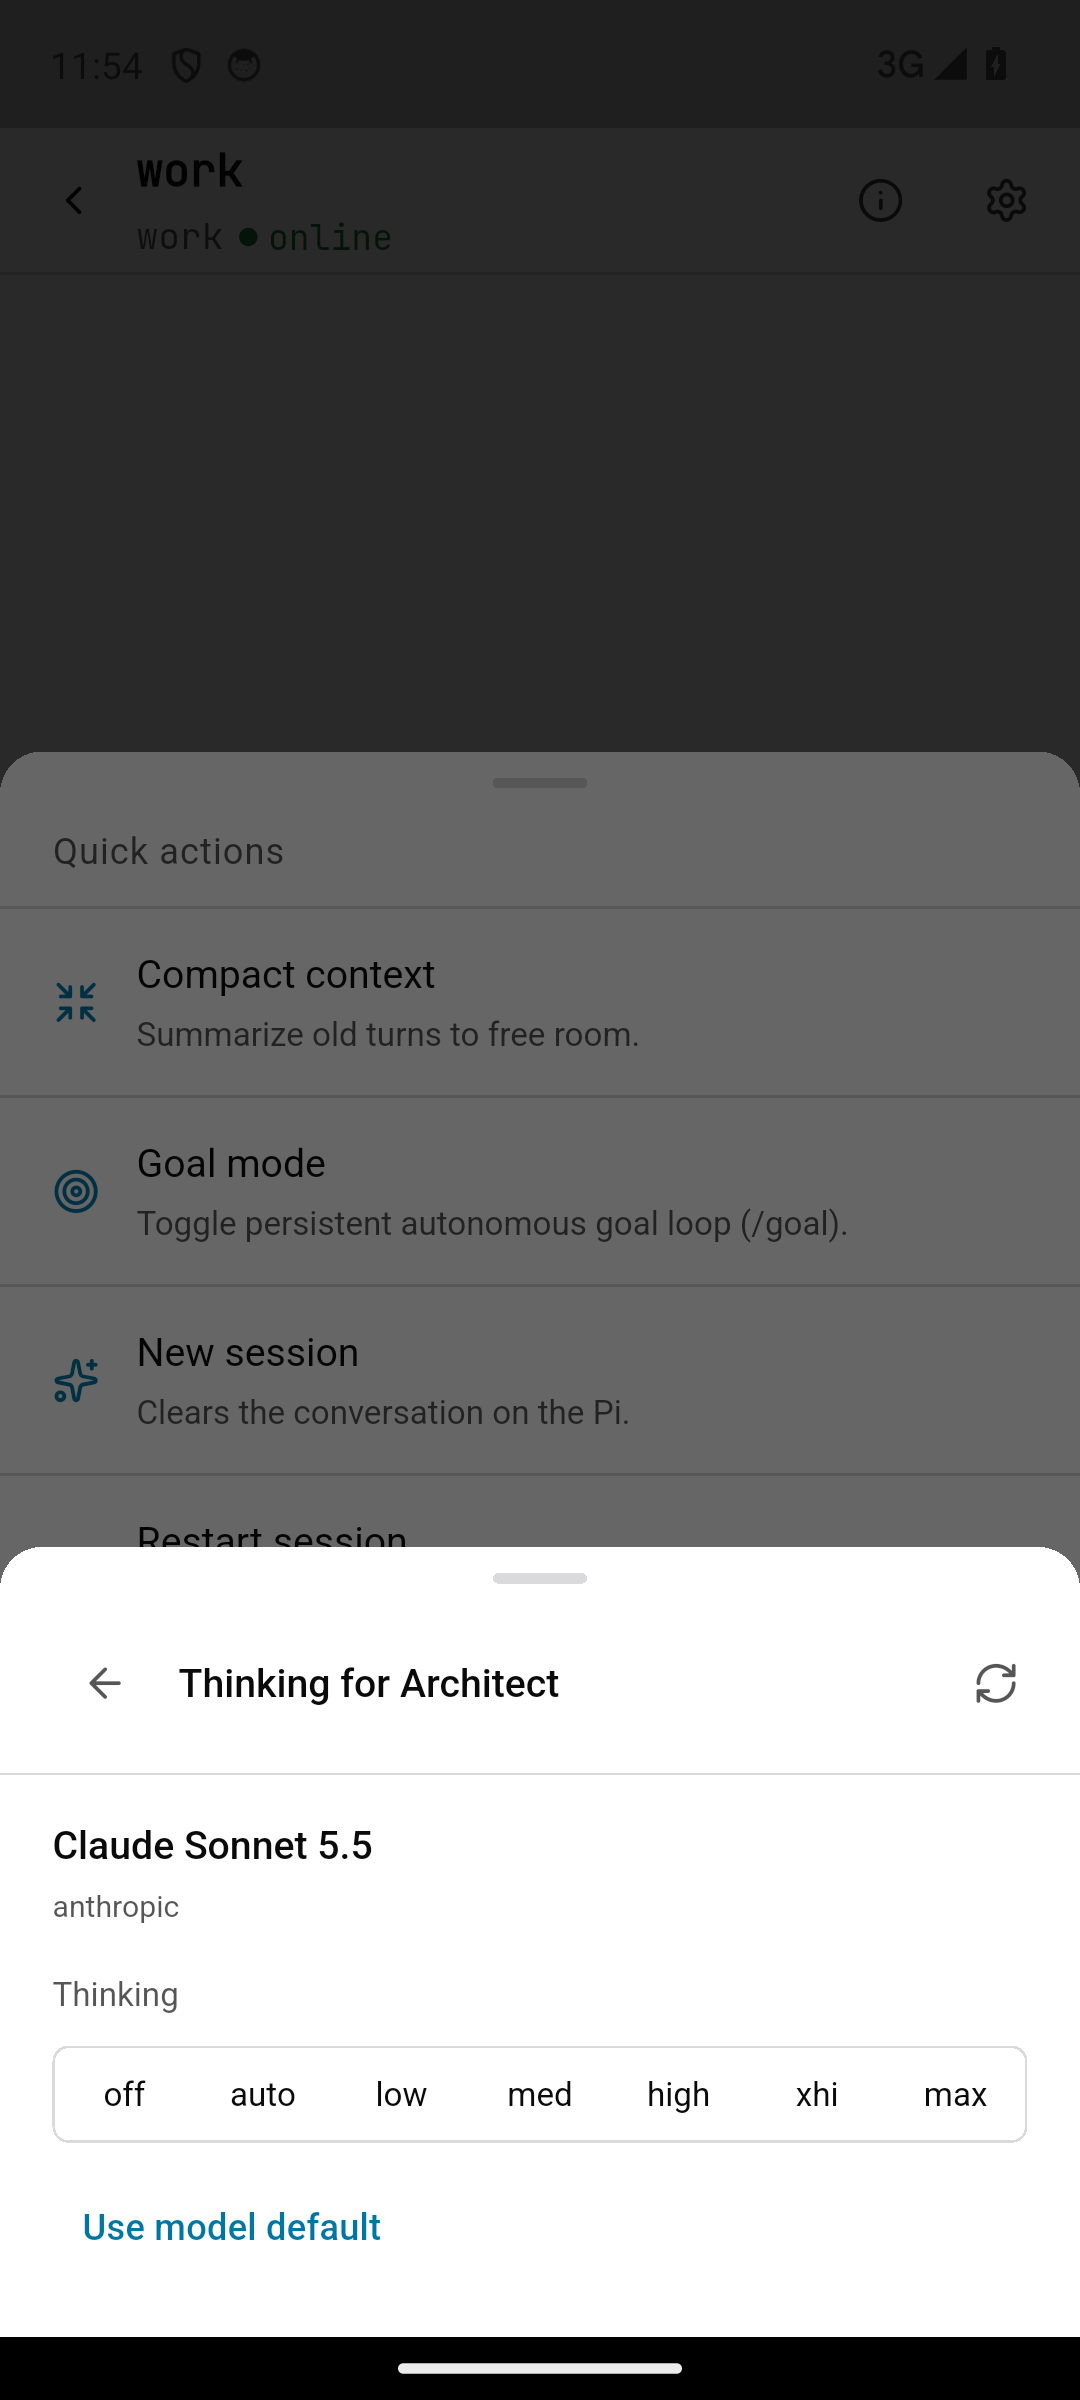 11:54
3G
work
work online
Quick actions
Compact context
Summarize old turns to free room.
Goal mode
Toggle persistent autonomous goal loop (/goal).
New session
Clears the conversation on the Pi.
Restart session
Thinking for Architect
Claude Sonnet 5.5
anthropic
Thinking
off auto low med high xhi max
Use model default